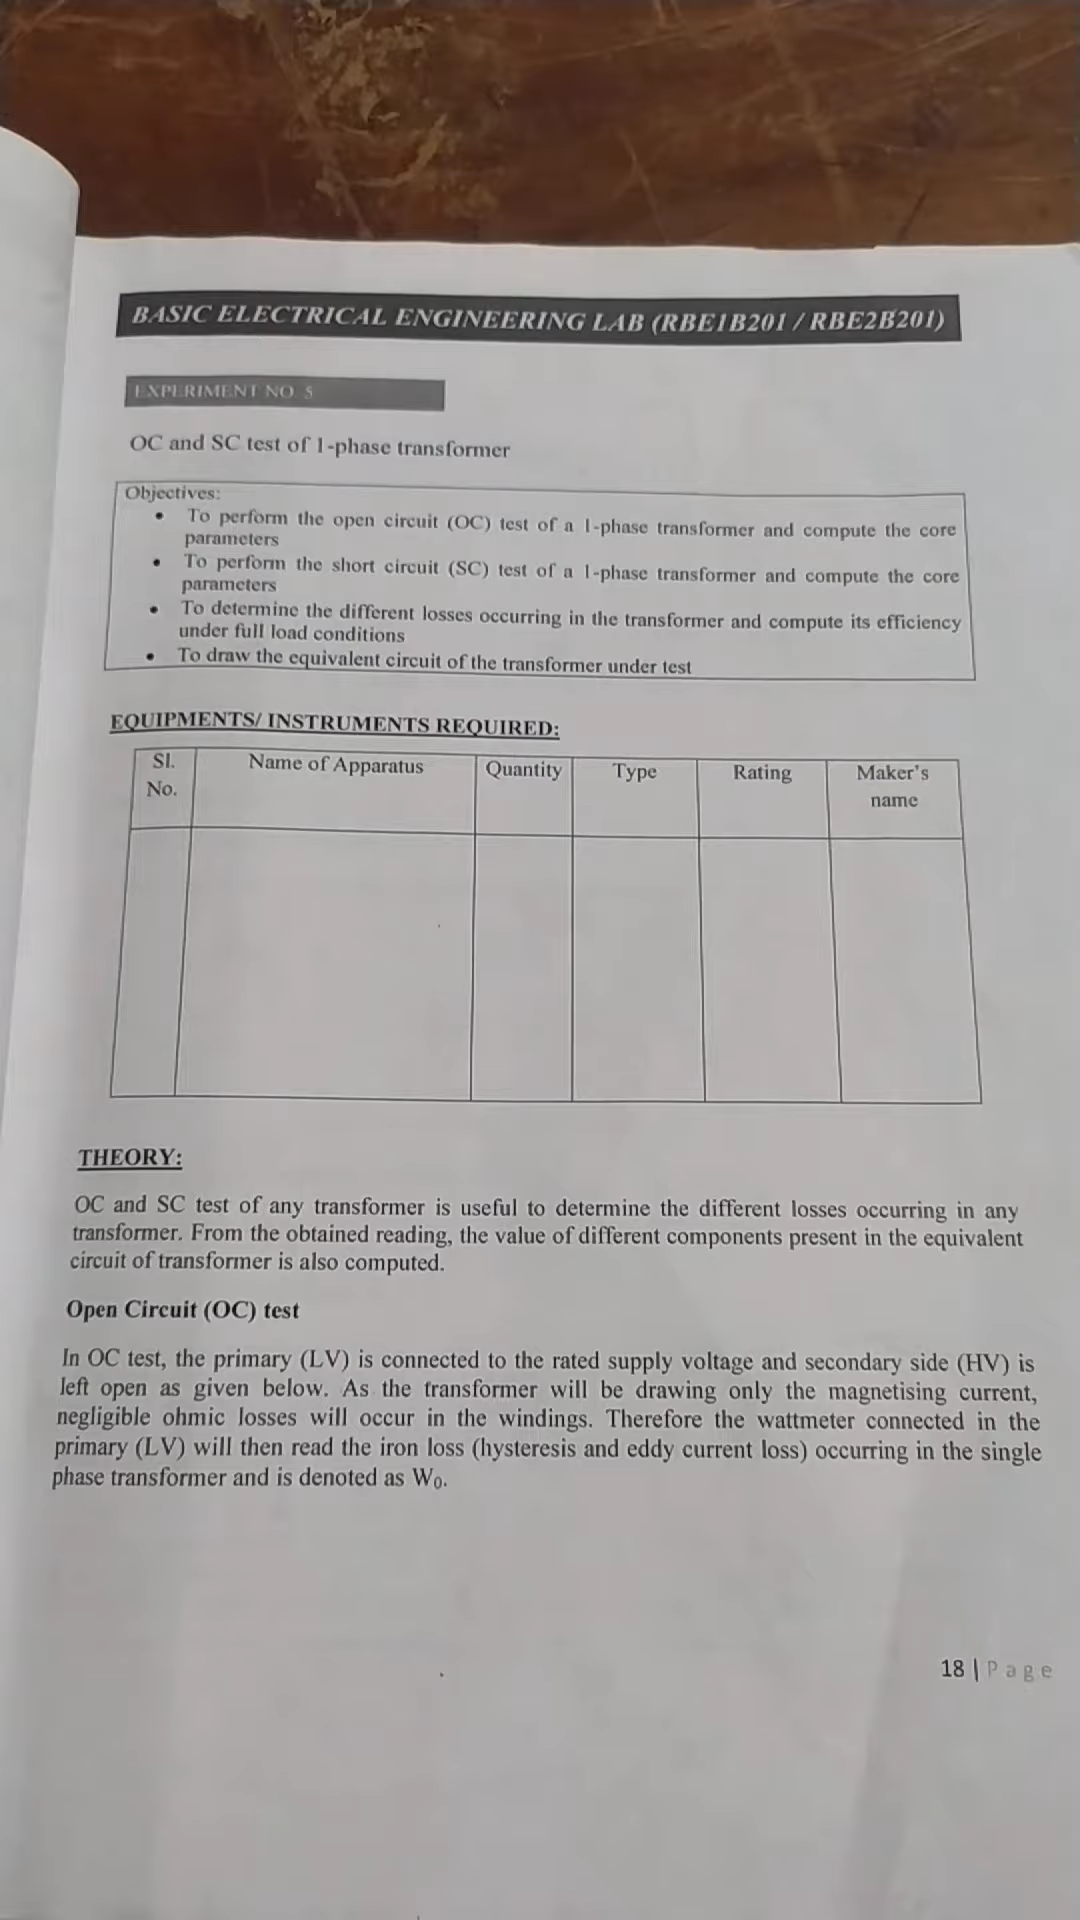 BASIC ELECTRICAL ENGINEERING LAB (RBE1B201 / RBE2B201)
EXPERIMENT NO 5
OC and SC test of 1-phase transformer
Objectives:
• To perform the open circuit (OC) test of a 1-phase transformer and compute the core
parameters
• To perform the short circuit (SC) test of a 1-phase transformer and compute the core
parameters
• To determine the different losses occurring in the transformer and compute its efficiency
under full load conditions
• To draw the equivalent circuit of the transformer under test
EQUIPMENTS/ INSTRUMENTS REQUIRED:
Sl. No. Name of Apparatus Quantity Type Rating Maker's name
THEORY:
OC and SC test of any transformer is useful to determine the different losses occurring in any
transformer. From the obtained reading, the value of different components present in the equivalent
circuit of transformer is also computed.
Open Circuit (OC) test
In OC test, the primary (LV) is connected to the rated supply voltage and secondary side (HV) is
left open as given below. As the transformer will be drawing only the magnetising current,
negligible ohmic losses will occur in the windings. Therefore the wattmeter connected in the
primary (LV) will then read the iron loss (hysteresis and eddy current loss) occurring in the single
phase transformer and is denoted as W₀.
18 | P a g e